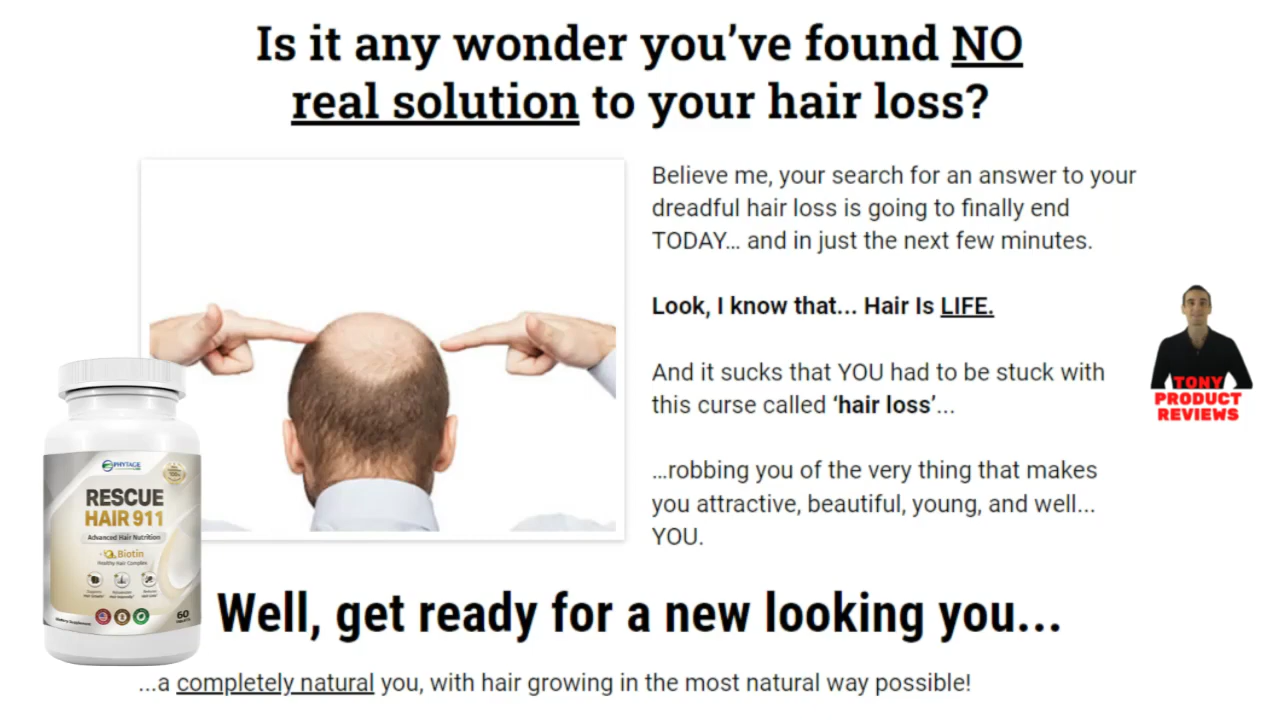 Is it any wonder you've found NO
real solution to your hair loss?
Believe me, your search for an answer to your
dreadful hair loss is going to finally end
TODAY... and in just the next few minutes.
Look, I know that... Hair Is LIFE.
And it sucks that YOU had to be stuck with
this curse called ‘hair loss’...
...robbing you of the very thing that makes
you attractive, beautiful, young, and well...
YOU.
TONY
PRODUCT
REVIEWS
PHYTAGE
RESCUE
HAIR 911
Advanced Hair Nutrition
Biotin
Healthy Hair Complex
60
Well, get ready for a new looking you...
...a completely natural you, with hair growing in the most natural way possible!